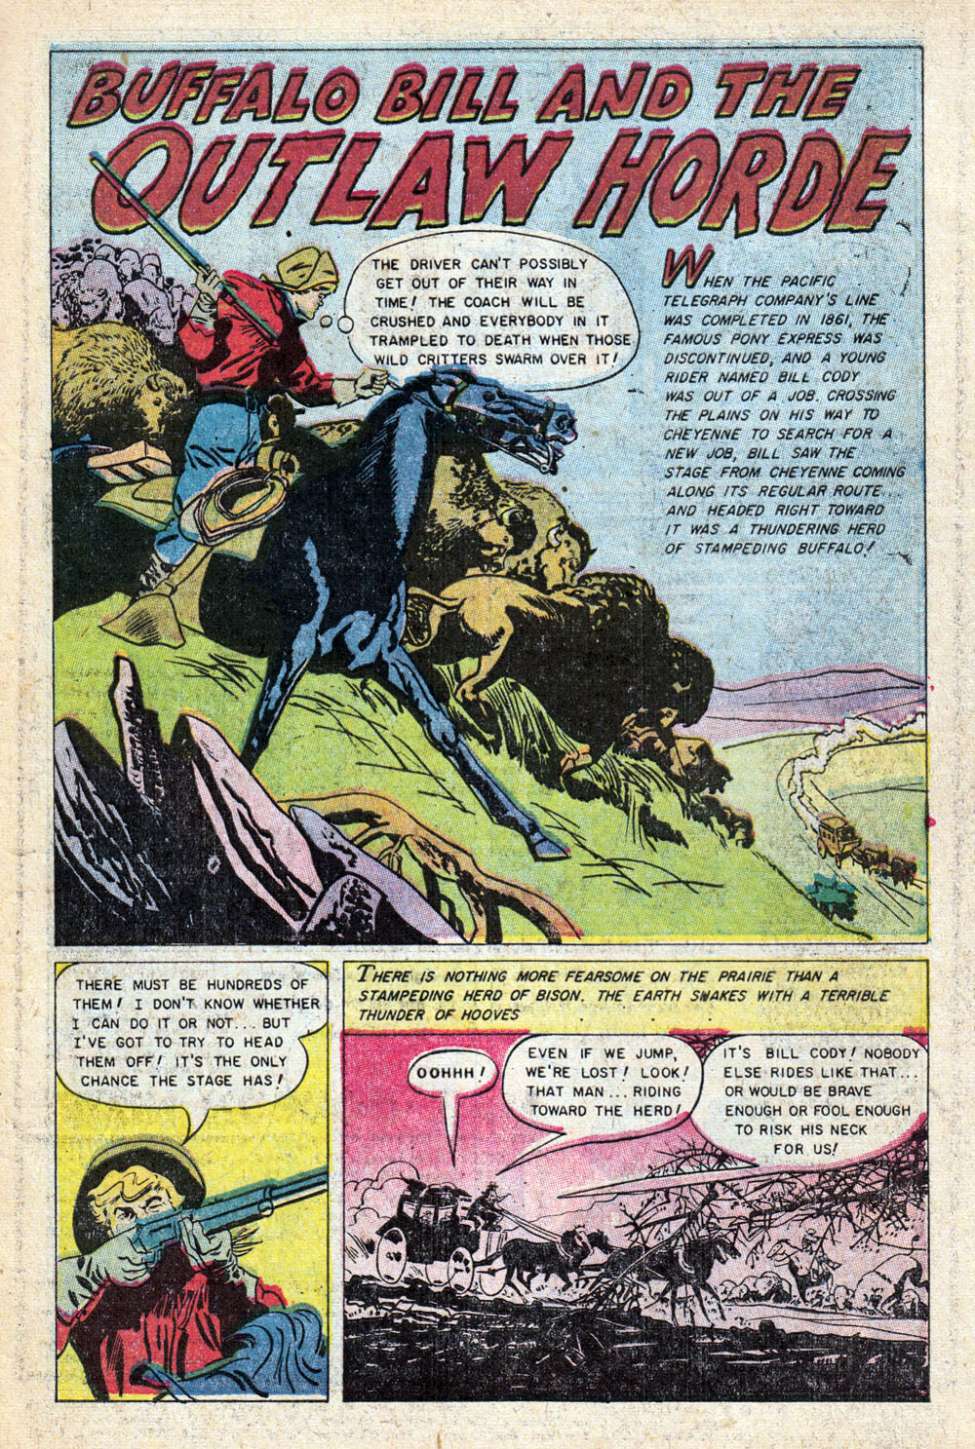 BUFFALO BILL AND THE
OUTLAW HORDE
THE DRIVER CAN'T POSSIBLY
GET OUT OF THEIR WAY IN
TIME! THE COACH WILL BE
CRUSHED AND EVERYBODY IN IT
TRAMPLED TO DEATH WHEN THOSE
WILD CRITTERS SWARM OVER IT!
WHEN THE PACIFIC
TELEGRAPH COMPANY'S LINE
WAS COMPLETED IN 1861, THE
FAMOUS PONY EXPRESS WAS
DISCONTINUED, AND A YOUNG
RIDER NAMED BILL CODY
WAS OUT OF A JOB. CROSSING
THE PLAINS ON HIS WAY TO
CHEYENNE TO SEARCH FOR A
NEW JOB, BILL SAW THE
STAGE FROM CHEYENNE COMING
ALONG ITS REGULAR ROUTE...
AND HEADED RIGHT TOWARD
IT WAS A THUNDERING HERD
OF STAMPEDING BUFFALO!
THERE MUST BE HUNDREDS OF
THEM! I DON'T KNOW WHETHER
I CAN DO IT OR NOT... BUT
I'VE GOT TO TRY TO HEAD
THEM OFF! IT'S THE ONLY
CHANCE THE STAGE HAS!
THERE IS NOTHING MORE FEARSOME ON THE PRAIRIE THAN A
STAMPEDING HERD OF BISON. THE EARTH SHAKES WITH A TERRIBLE
THUNDER OF HOOVES
OOHHH!
EVEN IF WE JUMP,
WE'RE LOST! LOOK!
THAT MAN... RIDING
TOWARD THE HERD!
IT'S BILL CODY! NOBODY
ELSE RIDES LIKE THAT...
OR WOULD BE BRAVE
ENOUGH OR FOOL ENOUGH
TO RISK HIS NECK
FOR US!